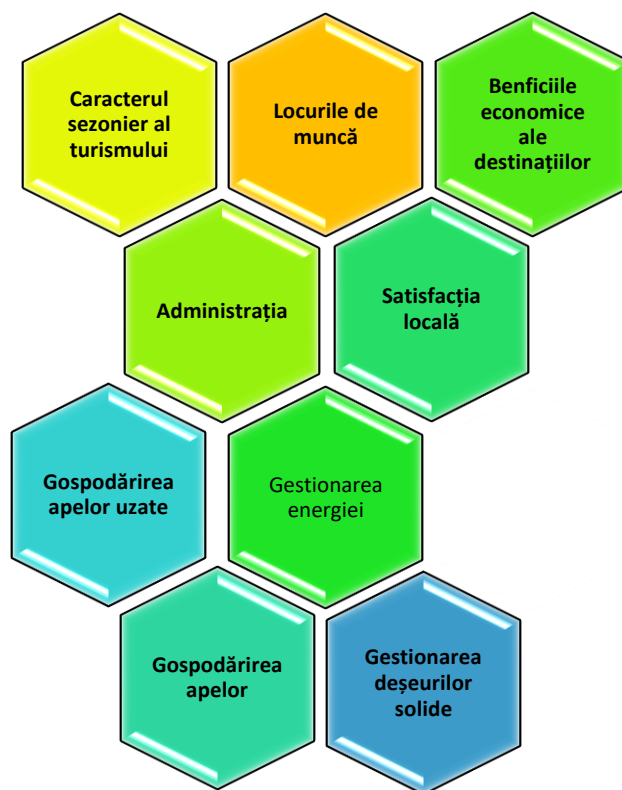 Caracterul
sezonier al
turismului
Locurile de
muncă
Benficiile
economice
ale
destinațiilor
Administrația
Satisfacția
locală
Gospodărirea
apelor uzate
Gestionarea
energiei
Gospodărirea
apelor
Gestionarea
deșeurilor
solide